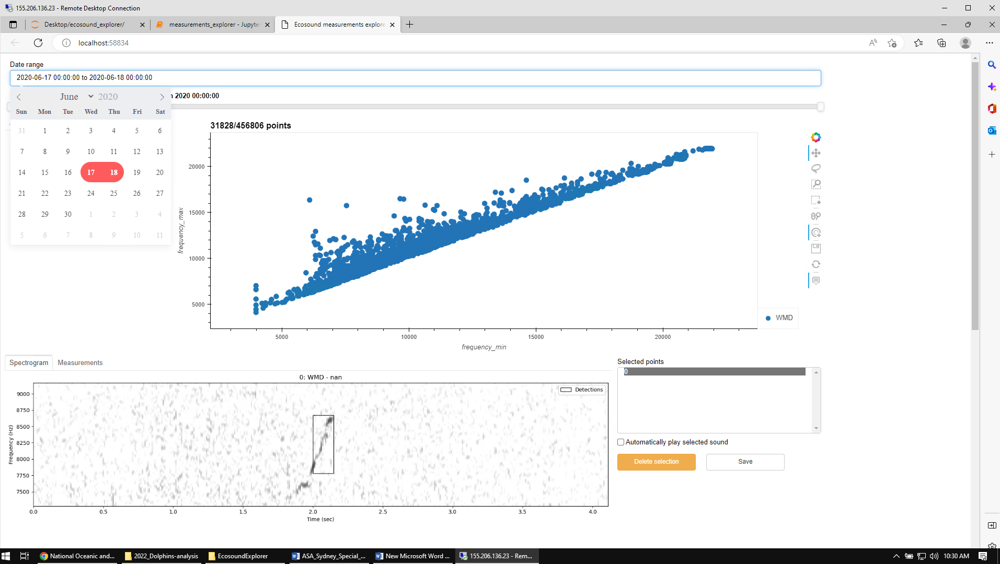 155.206.136.23 - Remote Desktop Connection
Desktop/ecosound_explorer/
measurements_explorer - Jupyte
Ecosound measurements explore
localhost:58834
Date range
2020-06-17 00:00:00 to 2020-06-18 00:00:00
n 2020 00:00:00
June 2020
Sun Mon Tue Wed Thu Fri Sat
31 1 2 3 4 5 6
7 8 9 10 11 12 13
14 15 16 17 18 19 20
21 22 23 24 25 26 27
28 29 30 1 2 3 4
5 6 7 8 9 10 11
31828/456806 points
20000
15000
10000
5000
frequency_max
5000 10000 15000 20000
frequency_min
WMD
Spectrogram Measurements
0: WMD - nan
Detections
9000
8750
8500
8250
8000
7750
7500
Frequency (Hz)
0.0 0.5 1.0 1.5 2.0 2.5 3.0 3.5 4.0
Time (sec)
Selected points
0
Automatically play selected sound
Delete selection
Save
National Oceanic and...
2022_Dolphins-analysis
EcosoundExplorer
ASA_Sydney_Special_...
New Microsoft Word ...
155.206.136.23 - Rem...
10:30 AM